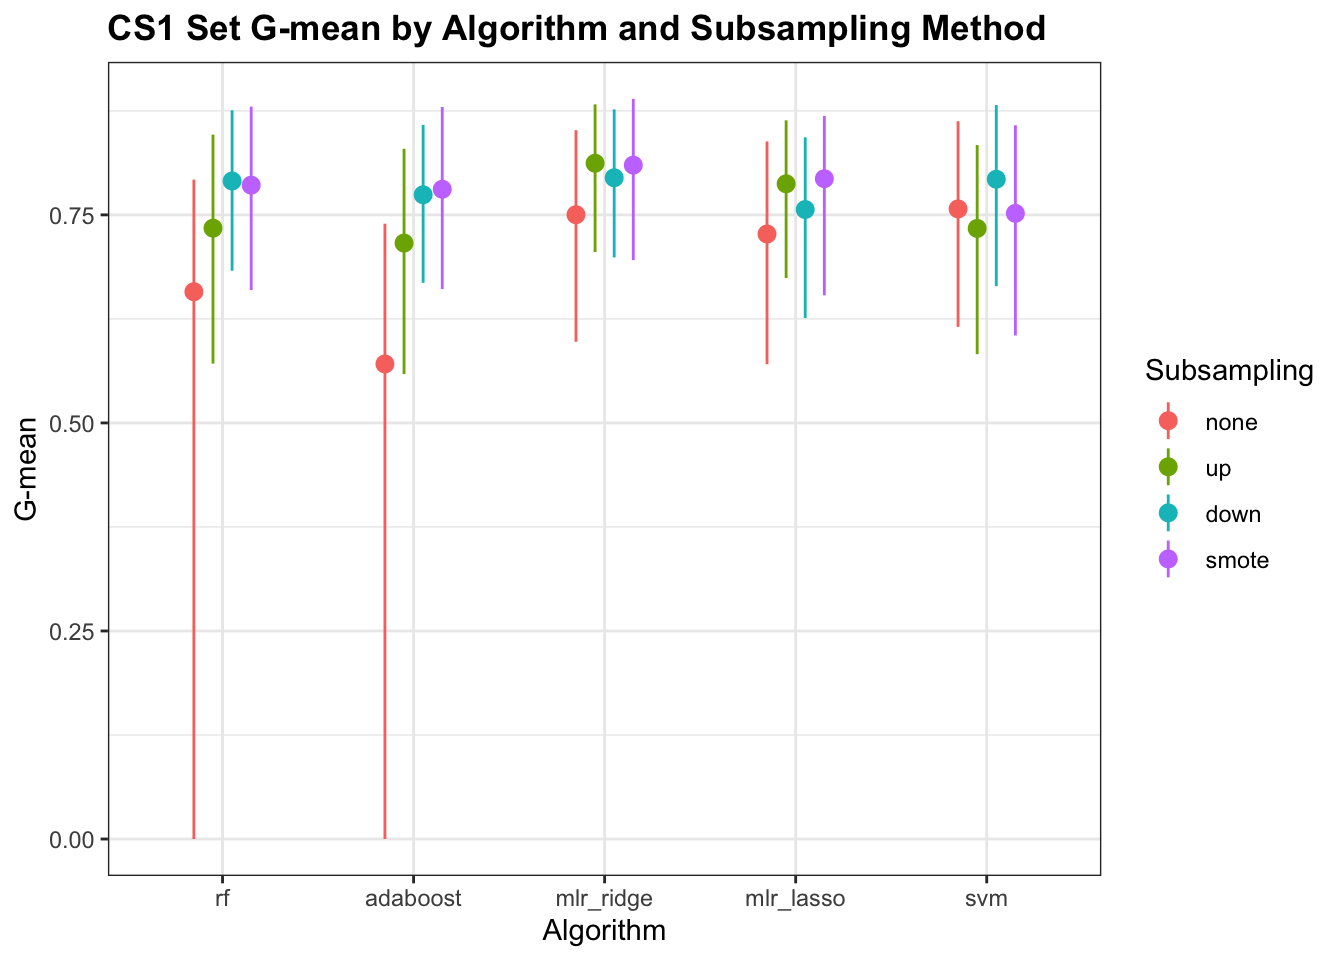 CS1 Set G-mean by Algorithm and Subsampling Method
G-mean
0.75
0.50
0.25
0.00
rf adaboost mlr_ridge mlr_lasso svm
Algorithm
Subsampling
none
up
down
smote